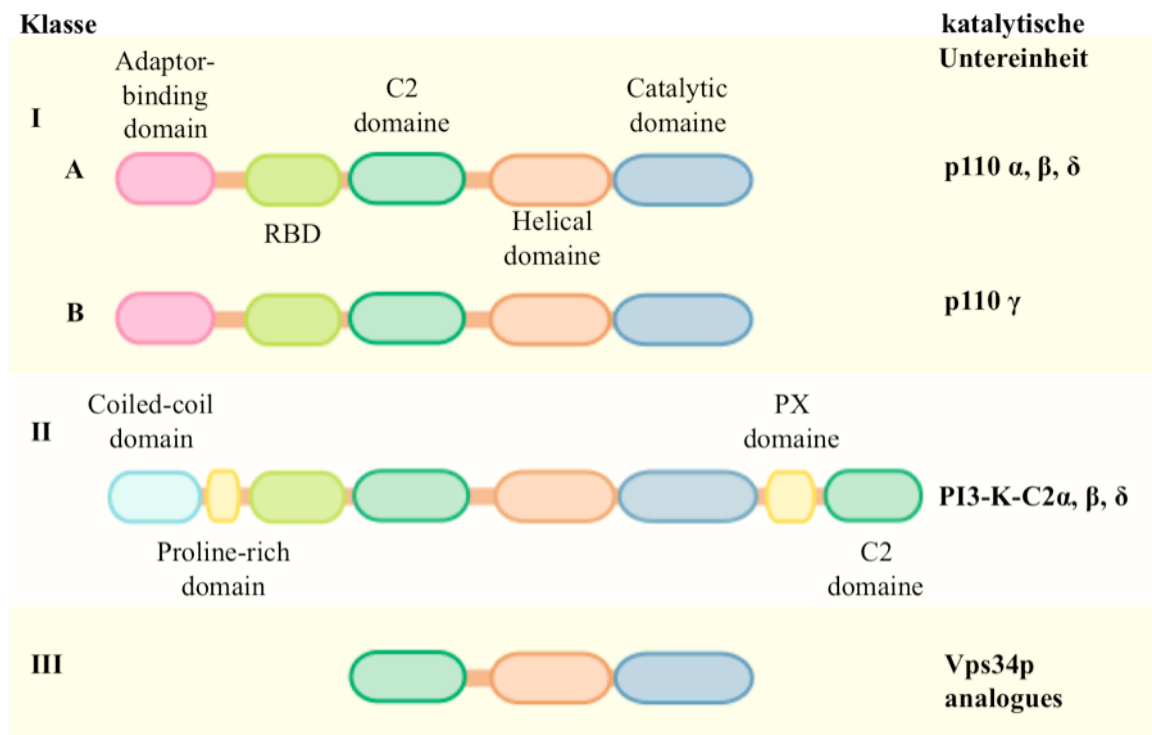 Klasse
katalytische
Untereinheit
Adaptor-
binding
domain
C2
domaine
Catalytic
domaine
I
A
p110 α, β, δ
RBD
Helical
domaine
B
p110 γ
Coiled-coil
domain
PX
domaine
II
PI3-K-C2α, β, δ
Proline-rich
domain
C2
domaine
III
Vps34p
analogues